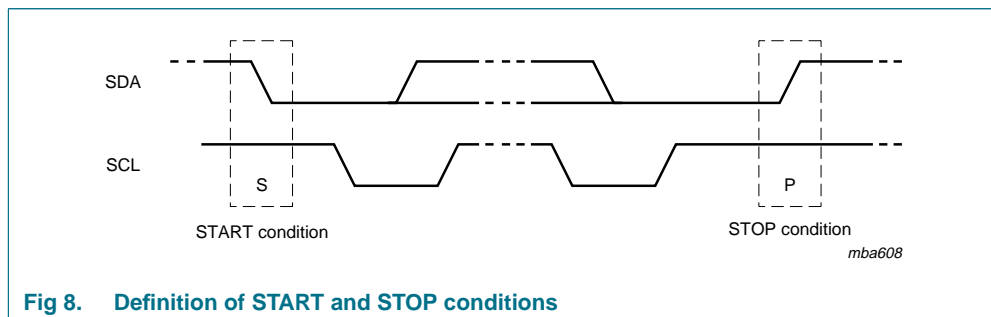 SDA
SCL
S
P
START condition
STOP condition
mba608
Fig 8. Definition of START and STOP conditions